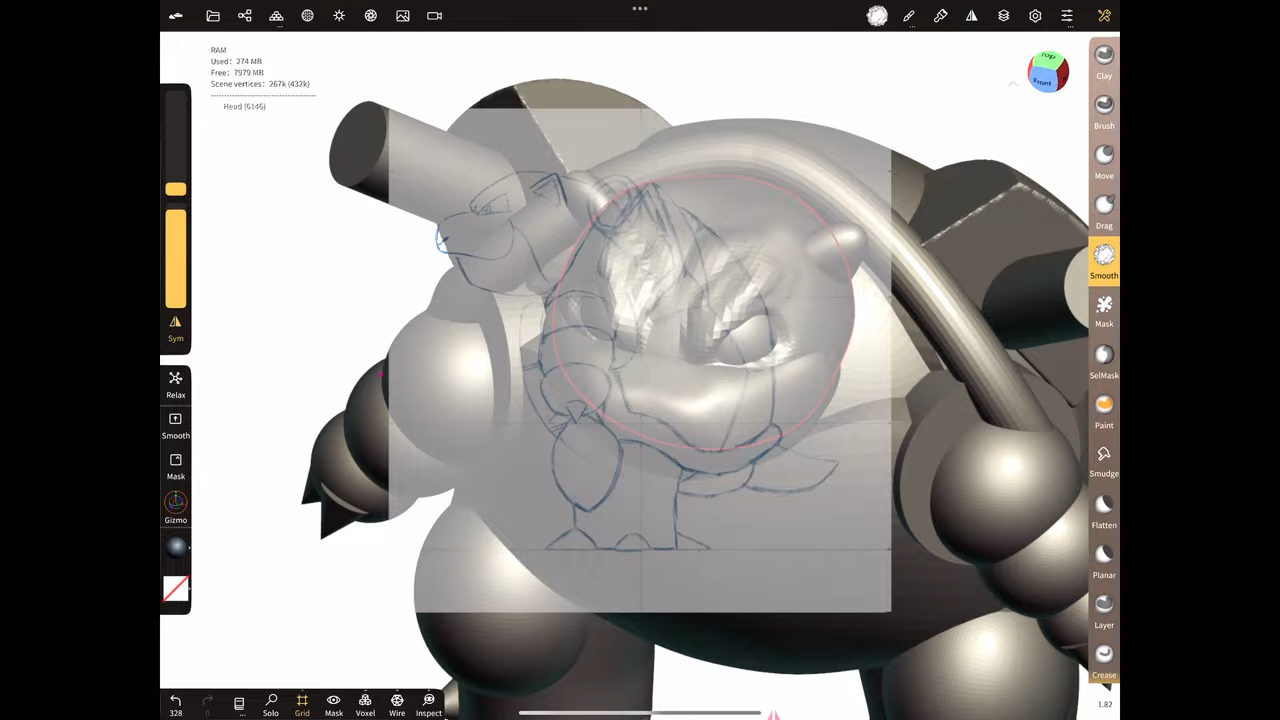 RAM
Used: 274 MB
Free: 7979 MB
Scene vertices: 267k (432k)
Head (6146)
Top
Front
Clay
Brush
Move
Drag
Smooth
Mask
SelMask
Paint
Smudge
Flatten
Planar
Layer
Crease
1.82
Sym
Relax
Smooth
Mask
Gizmo
328
0
...
Solo
Grid
Mask
Voxel
Wire
Inspect